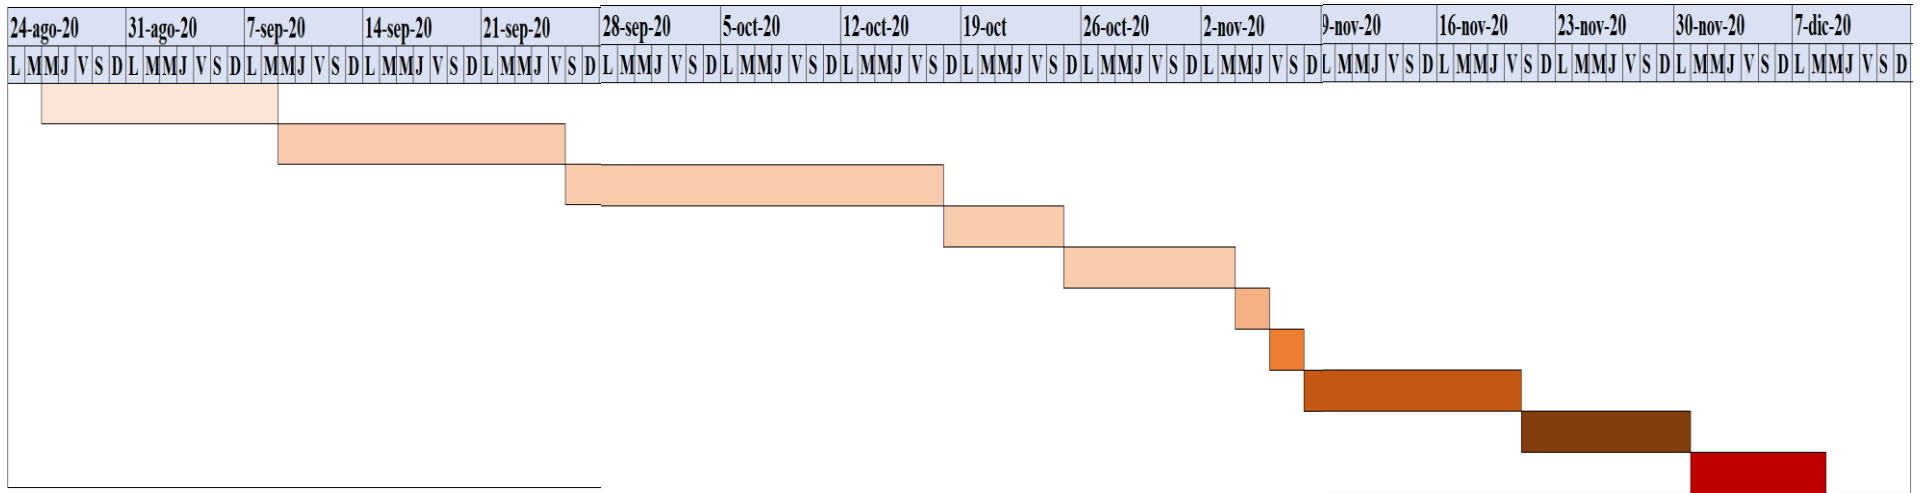 24-ago-20 31-ago-20 7-sep-20 14-sep-20 21-sep-20 28-sep-20 5-oct-20 12-oct-20 19-oct 26-oct-20 2-nov-20 9-nov-20 16-nov-20 23-nov-20 30-nov-20 7-dic-20
L M M J V S D L M M J V S D L M M J V S D L M M J V S D L M M J V S D L M M J V S D L M M J V S D L M M J V S D L M M J V S D L M M J V S D L M M J V S D L M M J V S D L M M J V S D L M M J V S D L M M J V S D L M M J V S D